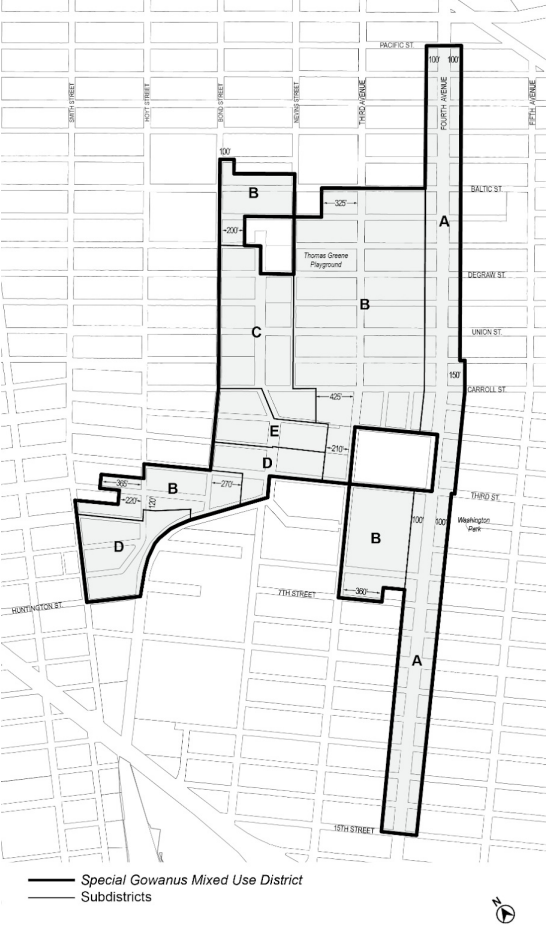 PACIFIC ST.
100'
100'
SMITH STREET
HOYT STREET
BOND STREET
NEVINS STREET
THIRD AVENUE
FOURTH AVENUE
FIFTH AVENUE
100'
B
BALTIC ST.
325'
A
200'
Thomas Greene
Playground
DEGRAW ST.
B
C
UNION ST.
150'
CARROLL ST.
425'
E
210'
D
365'
B
270'
220'
120'
THIRD ST.
100'
100'
Washington
Park
B
D
7TH STREET
360'
HUNTINGTON ST.
A
15TH STREET
Special Gowanus Mixed Use District
Subdistricts
N